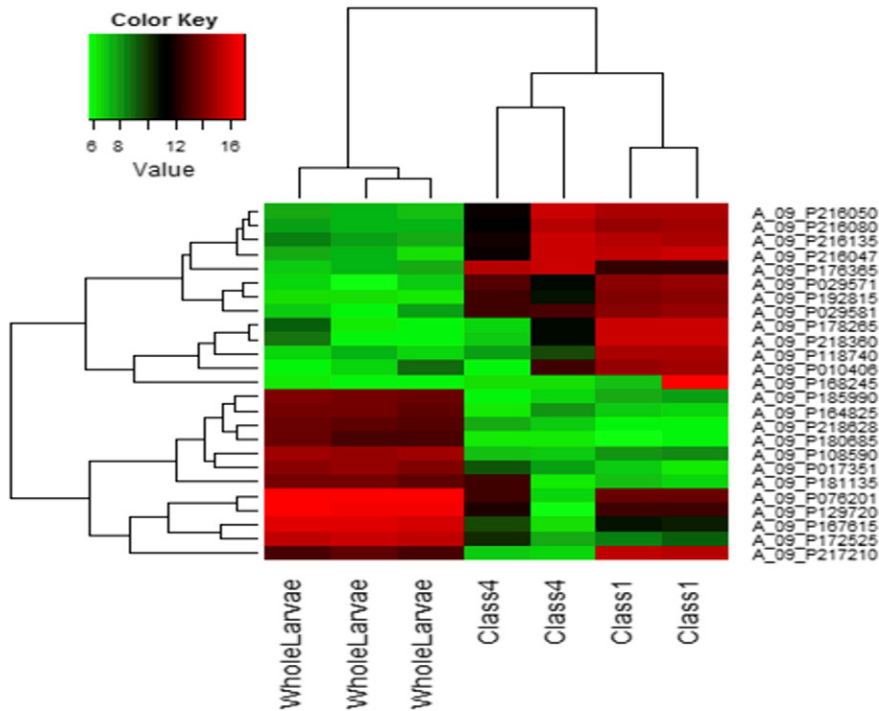 Color Key
6 8 12 16
Value
A_09_P216050
A_09_P216080
A_09_P216135
A_09_P216047
A_09_P176365
A_09_P029571
A_09_P192815
A_09_P029581
A_09_P178265
A_09_P218360
A_09_P118740
A_09_P010406
A_09_P168245
A_09_P185990
A_09_P164825
A_09_P218628
A_09_P180685
A_09_P108590
A_09_P017351
A_09_P181135
A_09_P076201
A_09_P129720
A_09_P167615
A_09_P172525
A_09_P217210
WholeLarvae
WholeLarvae
WholeLarvae
Class4
Class4
Class1
Class1